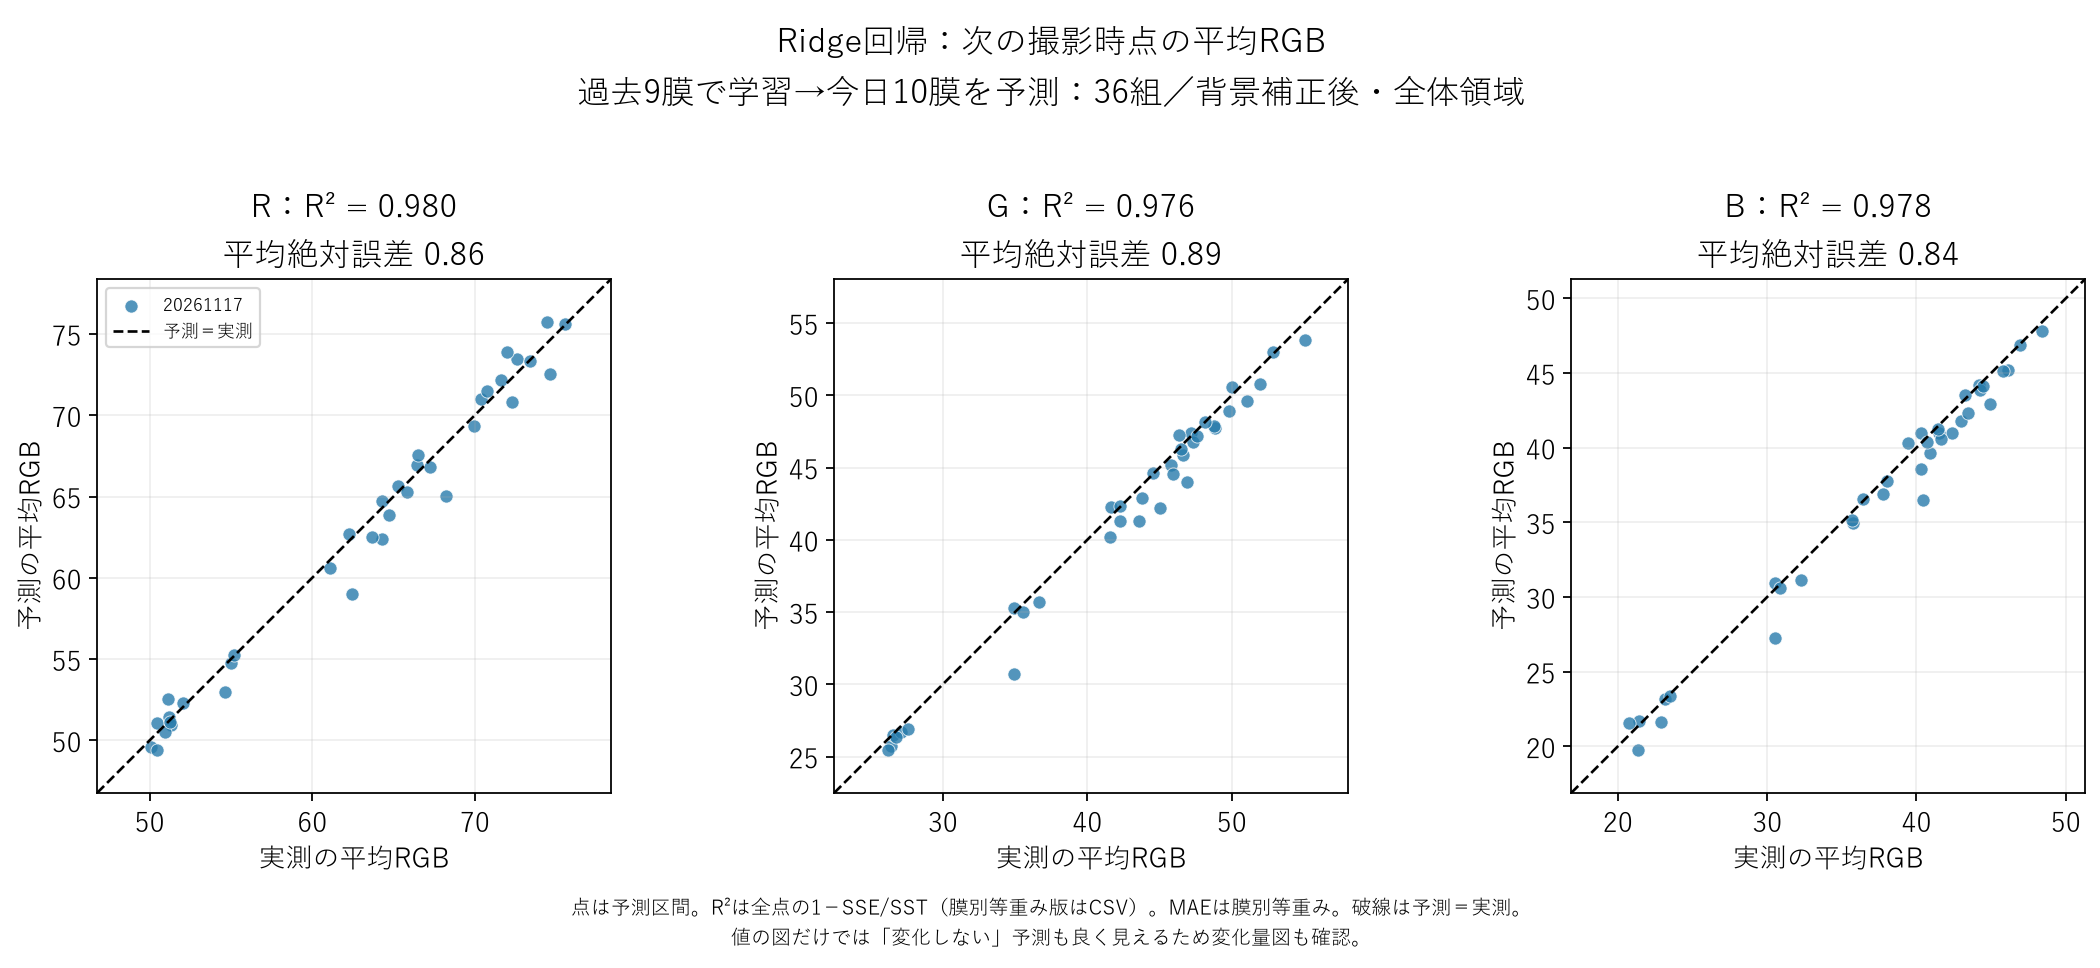 Ridge回帰：次の撮影時点の平均RGB
過去9膜で学習→今日10膜を予測：36組／背景補正後・全体領域
R：R² = 0.980
平均絶対誤差 0.86
20261117
予測＝実測
75
70
65
60
55
50
50
60
70
予測の平均RGB
実測の平均RGB
G：R² = 0.976
平均絶対誤差 0.89
55
50
45
40
35
30
25
30
40
50
予測の平均RGB
実測の平均RGB
B：R² = 0.978
平均絶対誤差 0.84
50
45
40
35
30
25
20
20
30
40
50
予測の平均RGB
実測の平均RGB
点は予測区間。R²は全点の1－SSE/SST（膜別等重み版はCSV）。MAEは膜別等重み。破線は予測＝実測。
値の図だけでは「変化しない」予測も良く見えるため変化量図も確認。